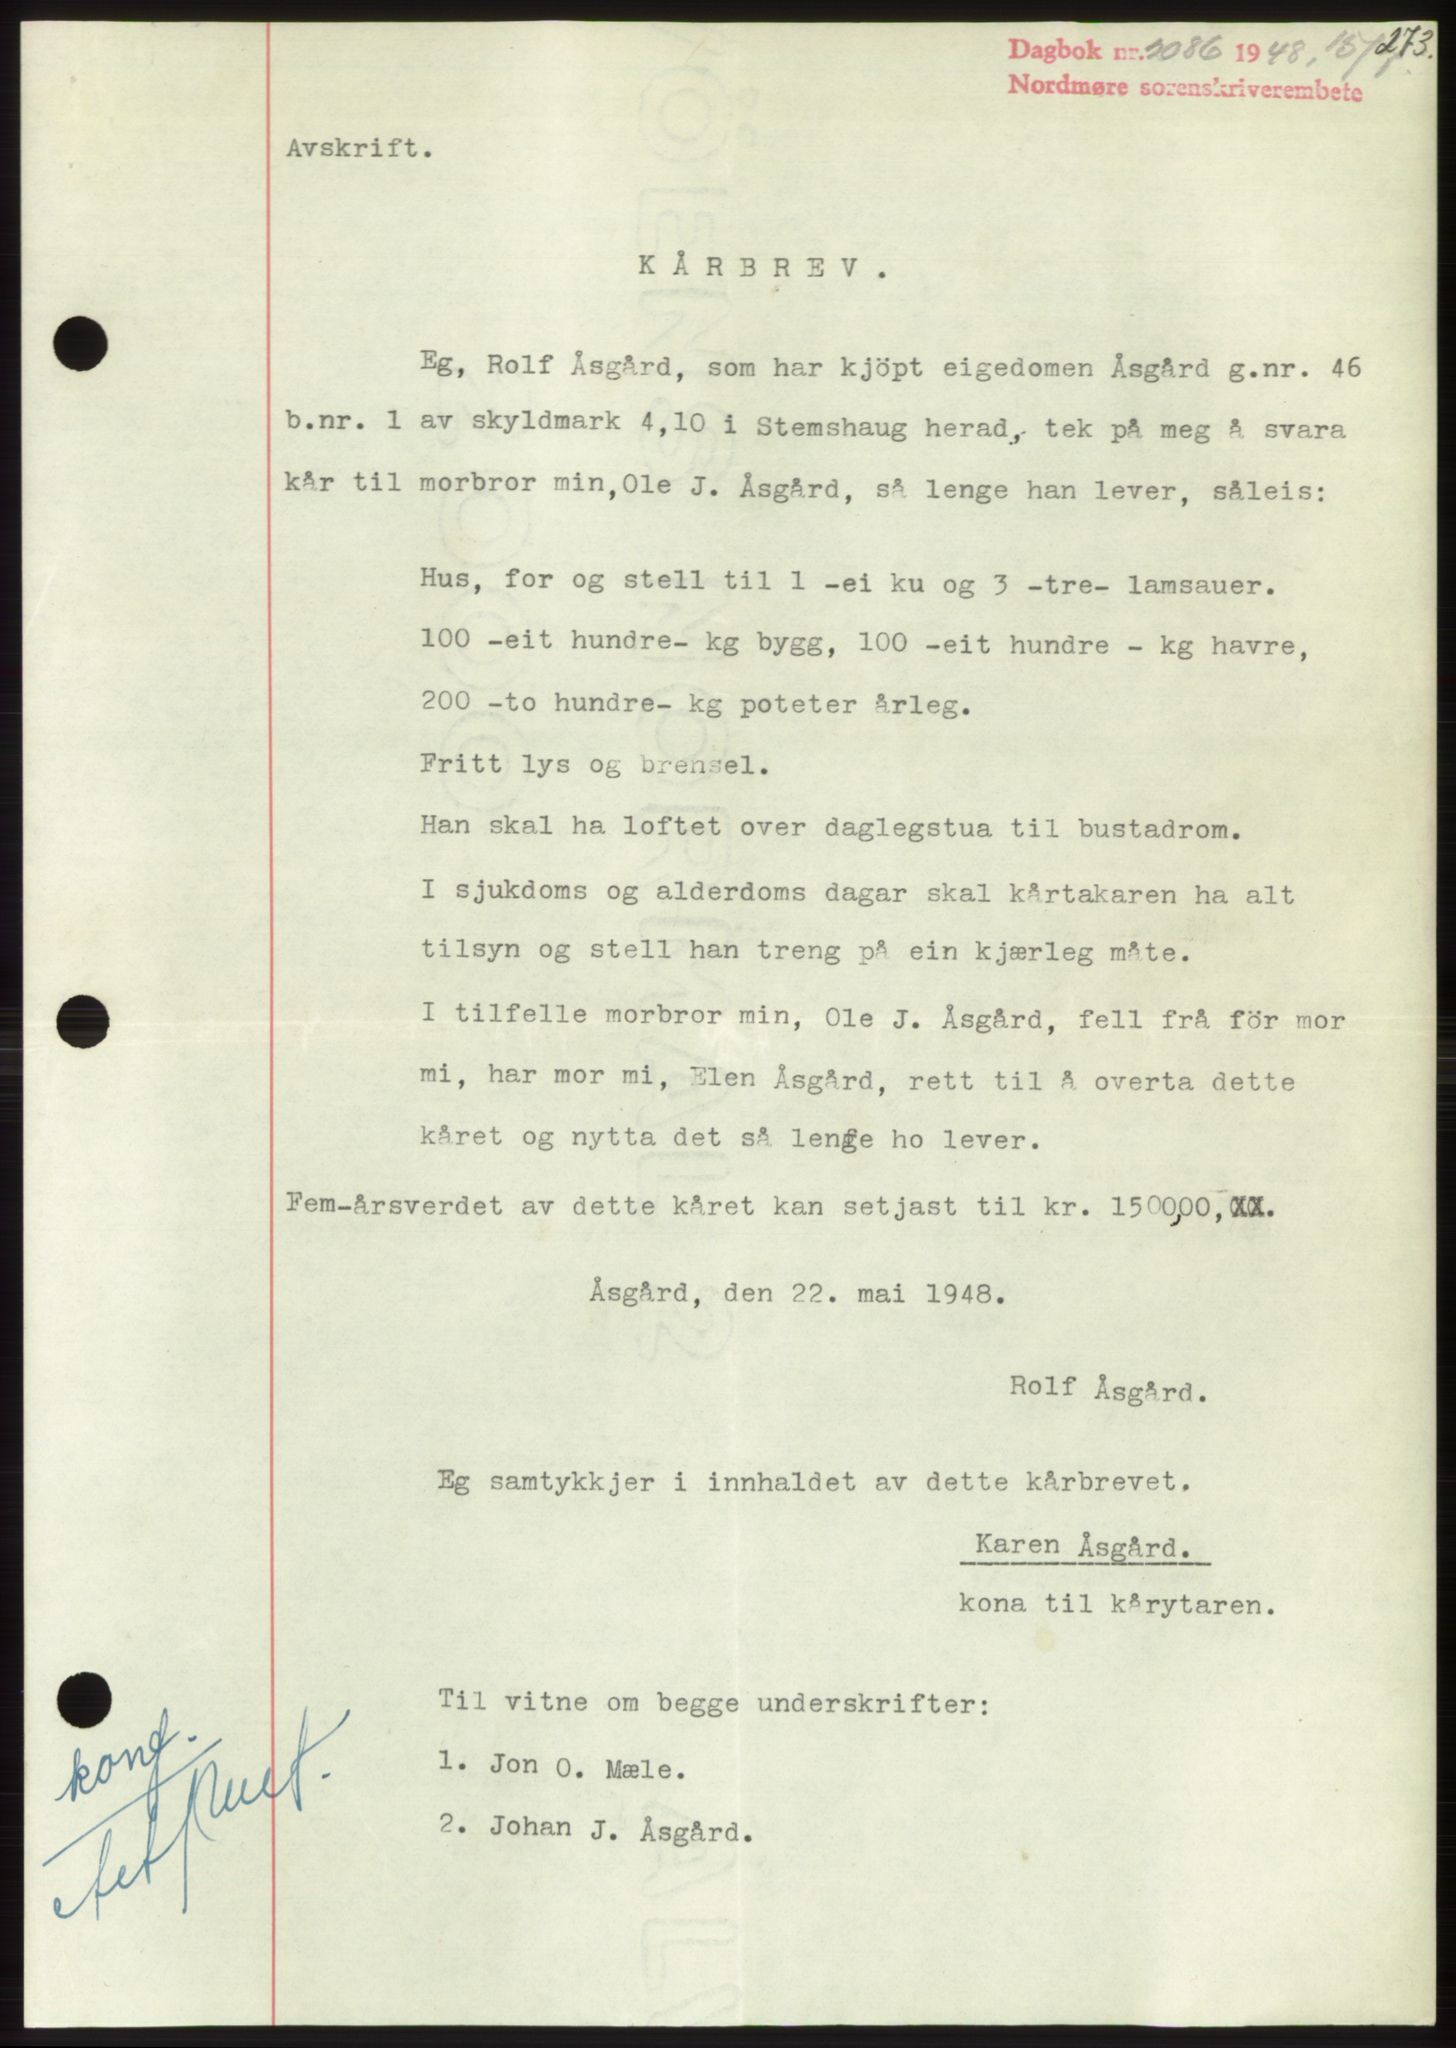 Dagbok nr. 2086 1948, 15/7 273.
Nordmøre sorenskriverembete
Avskrift.
KÅRBREV.
Eg, Rolf Åsgård, som har kjöpt eigedomen Åsgård g.nr. 46
b.nr. 1 av skyldmark 4,10 i Stemshaug herad, tek på meg å svara
kår til morbror min, Ole J. Åsgård, så lenge han lever, såleis:
Hus, for og stell til 1 -ei ku og 3 -tre- lamsauer.
100 -eit hundre- kg bygg, 100 -eit hundre - kg havre,
200 -to hundre- kg poteter årleg.
Fritt lys og brensel.
Han skal ha loftet over daglegstua til bustadrom.
I sjukdoms og alderdoms dagar skal kårtakaren ha alt
tilsyn og stell han treng på ein kjærleg måte.
I tilfelle morbror min, Ole J. Åsgård, fell frå för mor
mi, har mor mi, Elen Åsgård, rett til å overta dette
kåret og nytta det så lenge ho lever.
Fem-årsverdet av dette kåret kan setjast til kr. 1500,00, XX.
Åsgård, den 22. mai 1948.
Rolf Åsgård.
Eg samtykkjer i innhaldet av dette kårbrevet.
Karen Åsgård.
kona til kårytaren.
Til vitne om begge underskrifter:
1. Jon O. Mæle.
2. Johan J. Åsgård.
konf.